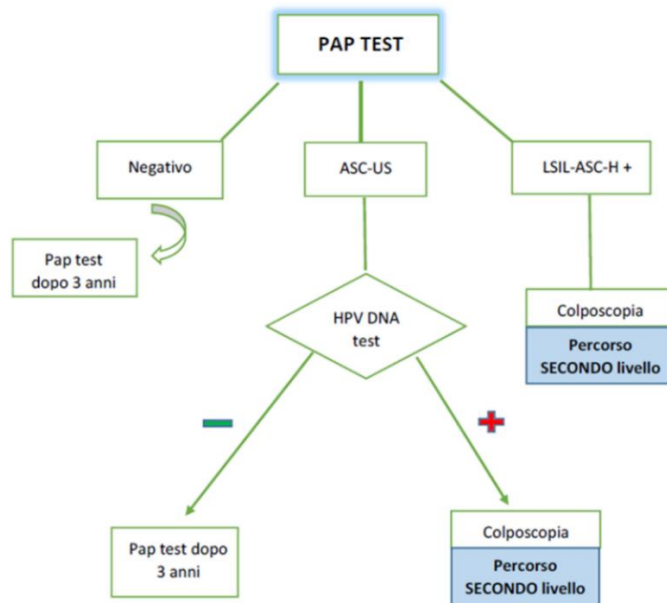 PAP TEST
Negativo
ASC-US
LSIL-ASC-H +
Pap test
dopo 3 anni
HPV DNA
test
Colposcopia
Percorso
SECONDO livello
Pap test dopo
3 anni
Colposcopia
Percorso
SECONDO livello